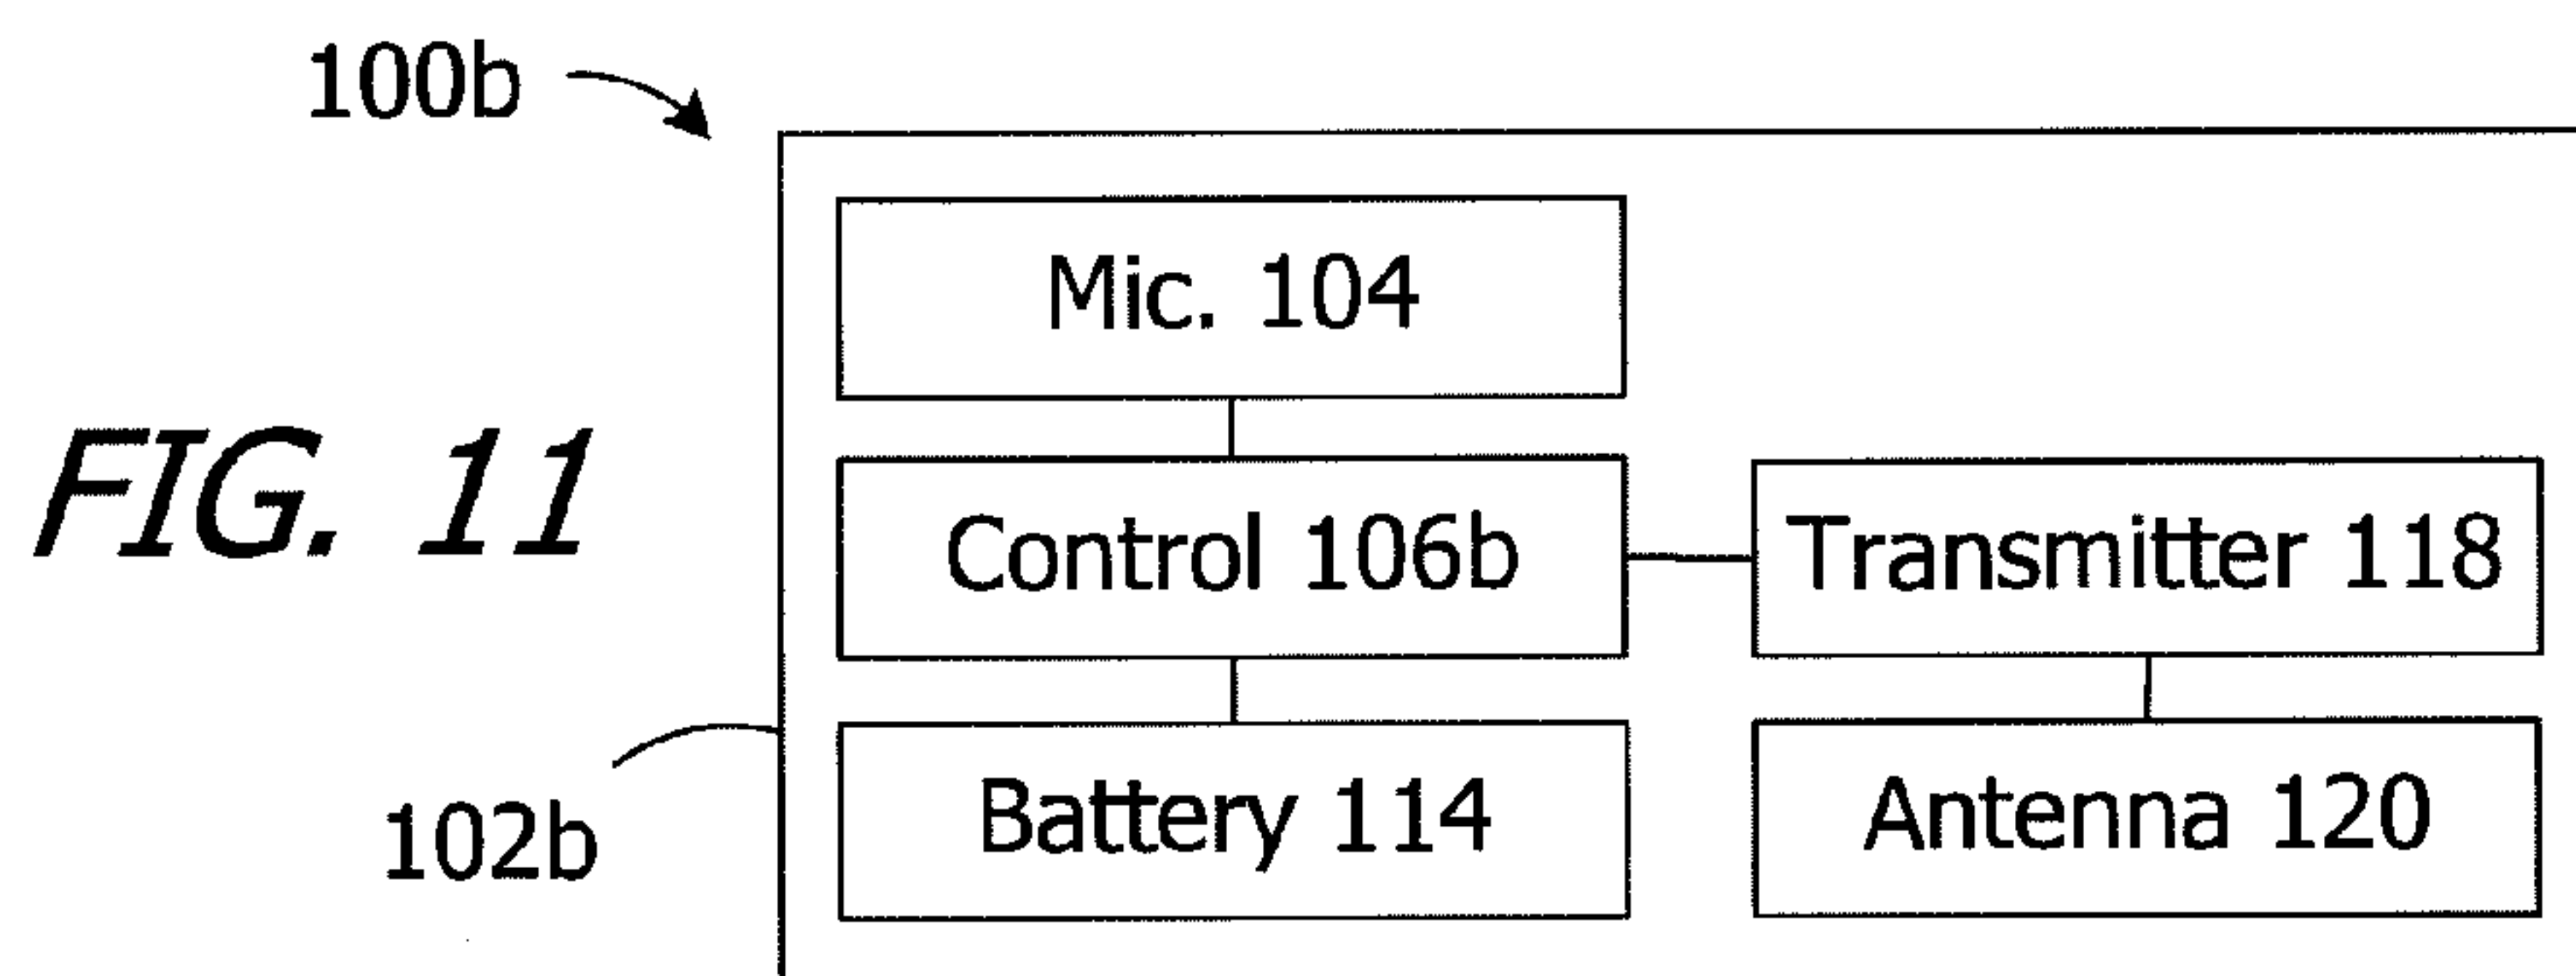 100b
Mic. 104
FIG. 11
Control 106b
Transmitter 118
102b
Battery 114
Antenna 120